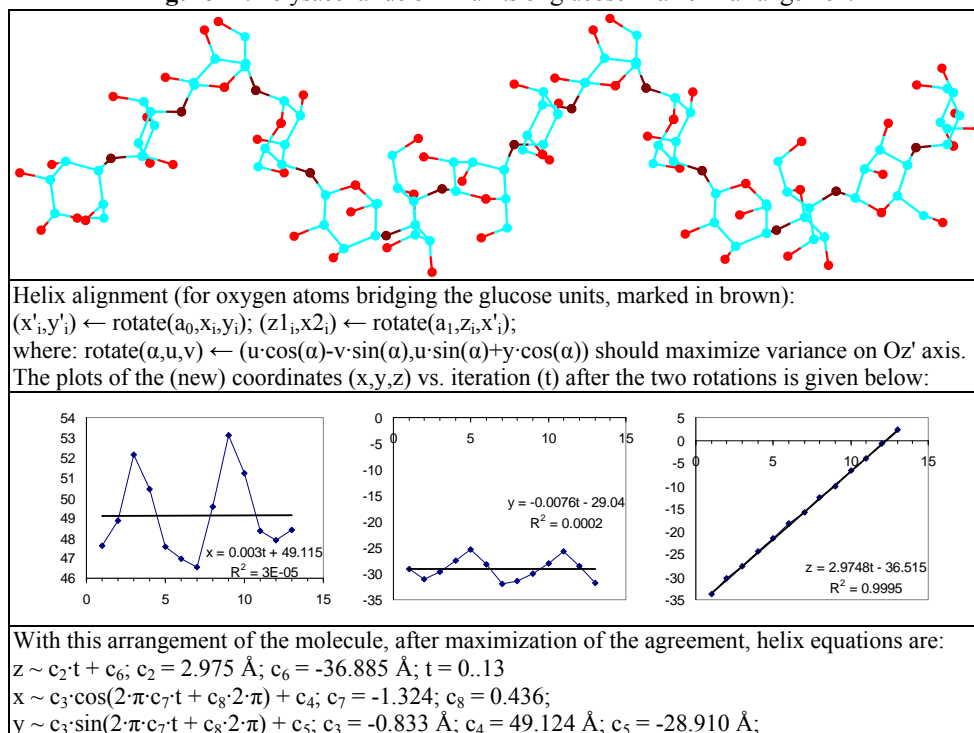 Helix alignment (for oxygen atoms bridging the glucose units, marked in brown):
(x'ᵢ,y'ᵢ) ← rotate(a₀,xᵢ,yᵢ); (z1ᵢ,x2ᵢ) ← rotate(a₁,zᵢ,x'ᵢ);
where: rotate(α,u,v) ← (u·cos(α)-v·sin(α),u·sin(α)+y·cos(α)) should maximize variance on Oz' axis.
The plots of the (new) coordinates (x,y,z) vs. iteration (t) after the two rotations is given below:
54
53
52
51
50
49
48
47
46
0 5 10 15
x = 0.003t + 49.115
R² = 3E-05
0
-5
-10
-15
-20
-25
-30
-35
0 5 10 15
y = -0.0076t - 29.04
R² = 0.0002
5
0
-5
-10
-15
-20
-25
-30
-35
0 5 10 15
z = 2.9748t - 36.515
R² = 0.9995
With this arrangement of the molecule, after maximization of the agreement, helix equations are:
z ~ c₂·t + c₆; c₂ = 2.975 Å; c₆ = -36.885 Å; t = 0..13
x ~ c₃·cos(2·π·c₇·t + c₈·2·π) + c₄; c₇ = -1.324; c₈ = 0.436;
y ~ c₃·sin(2·π·c₇·t + c₈·2·π) + c₅; c₃ = -0.833 Å; c₄ = 49.124 Å; c₅ = -28.910 Å;